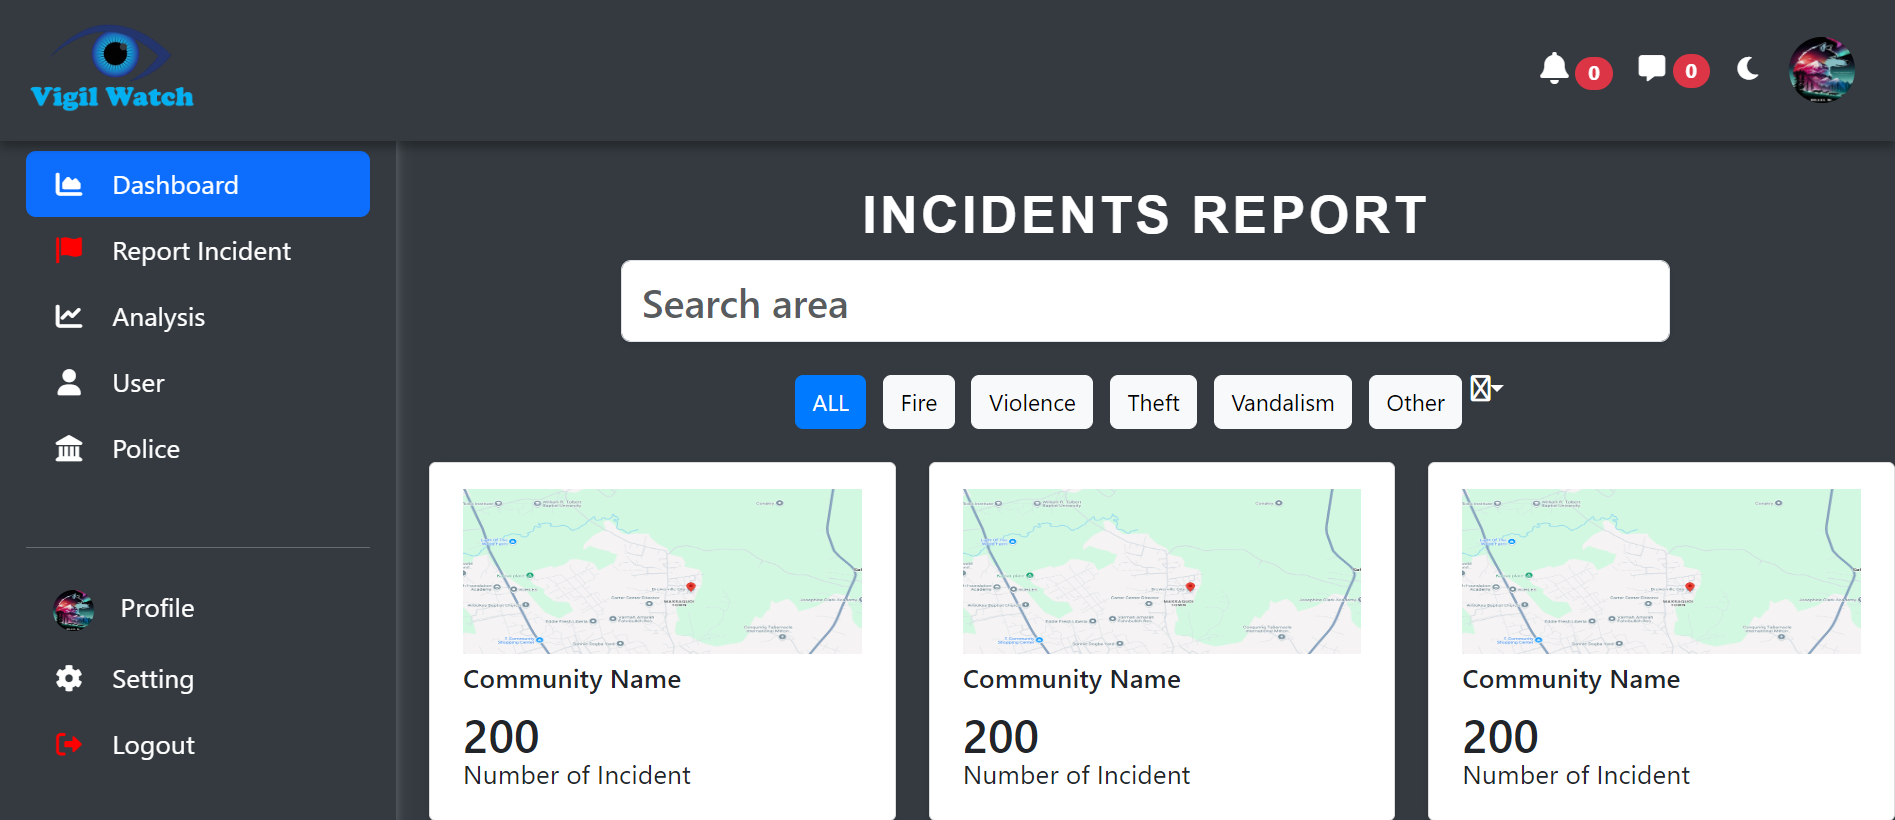 Vigil Watch
0
0
Dashboard
Report Incident
Analysis
User
Police
Profile
Setting
Logout
INCIDENTS REPORT
Search area
ALL
Fire
Violence
Theft
Vandalism
Other
Community Name
200
Number of Incident
Community Name
200
Number of Incident
Community Name
200
Number of Incident